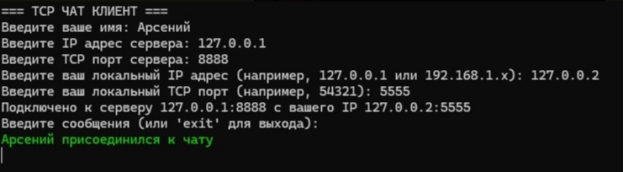 === TCP ЧАТ КЛИЕНТ ===
Введите ваше имя: Арсений
Введите IP адрес сервера: 127.0.0.1
Введите TCP порт сервера: 8888
Введите ваш локальный IP адрес (например, 127.0.0.1 или 192.168.1.x): 127.0.0.2
Введите ваш локальный TCP порт (например, 54321): 5555
Подключено к серверу 127.0.0.1:8888 с вашего IP 127.0.0.2:5555
Введите сообщения (или 'exit' для выхода):
Арсений присоединился к чату